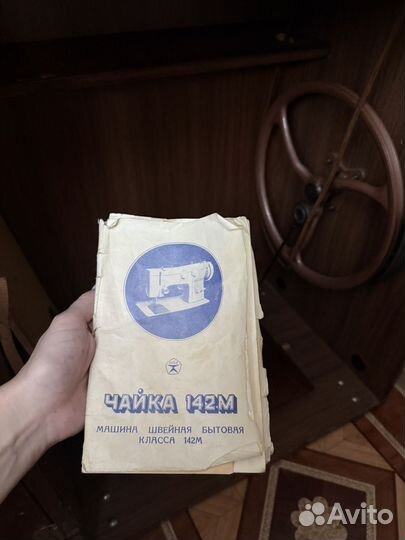 ЧАЙКА 142М
МАШИНА ШВЕЙНАЯ БЫТОВАЯ
КЛАССА 142М
Avito